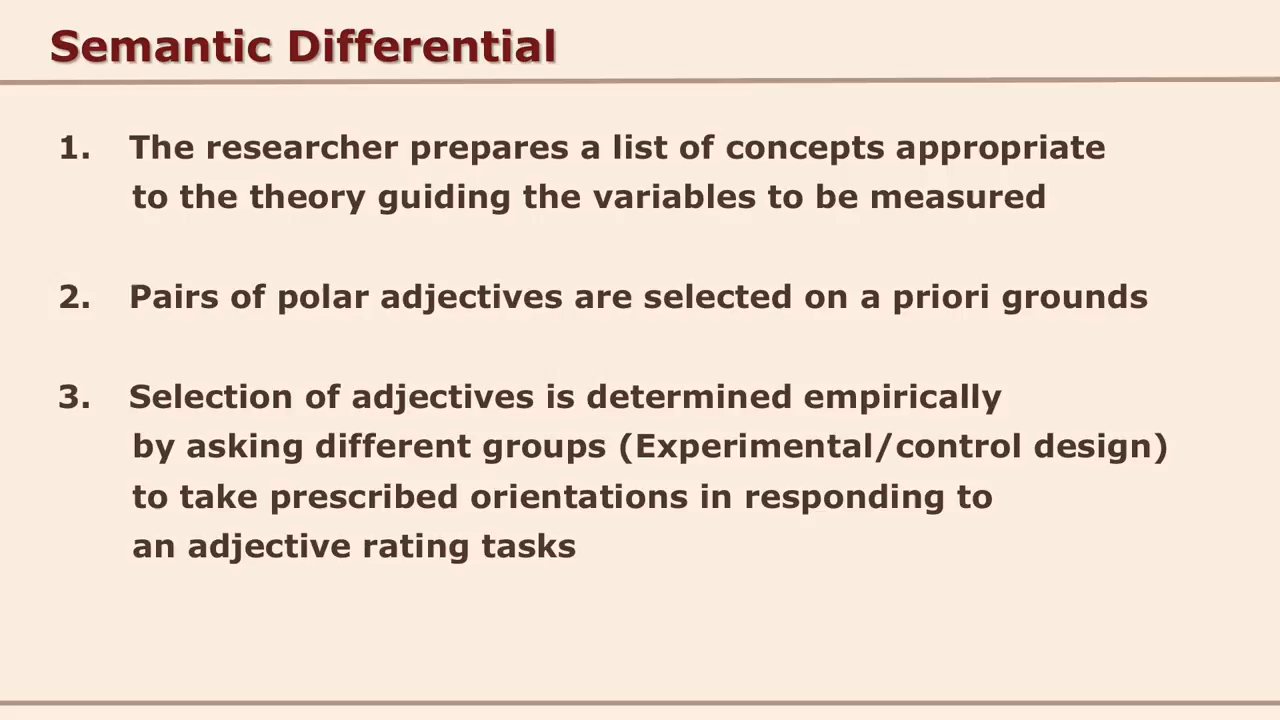 Semantic Differential
1. The researcher prepares a list of concepts appropriate
to the theory guiding the variables to be measured
2. Pairs of polar adjectives are selected on a priori grounds
3. Selection of adjectives is determined empirically
by asking different groups (Experimental/control design)
to take prescribed orientations in responding to
an adjective rating tasks